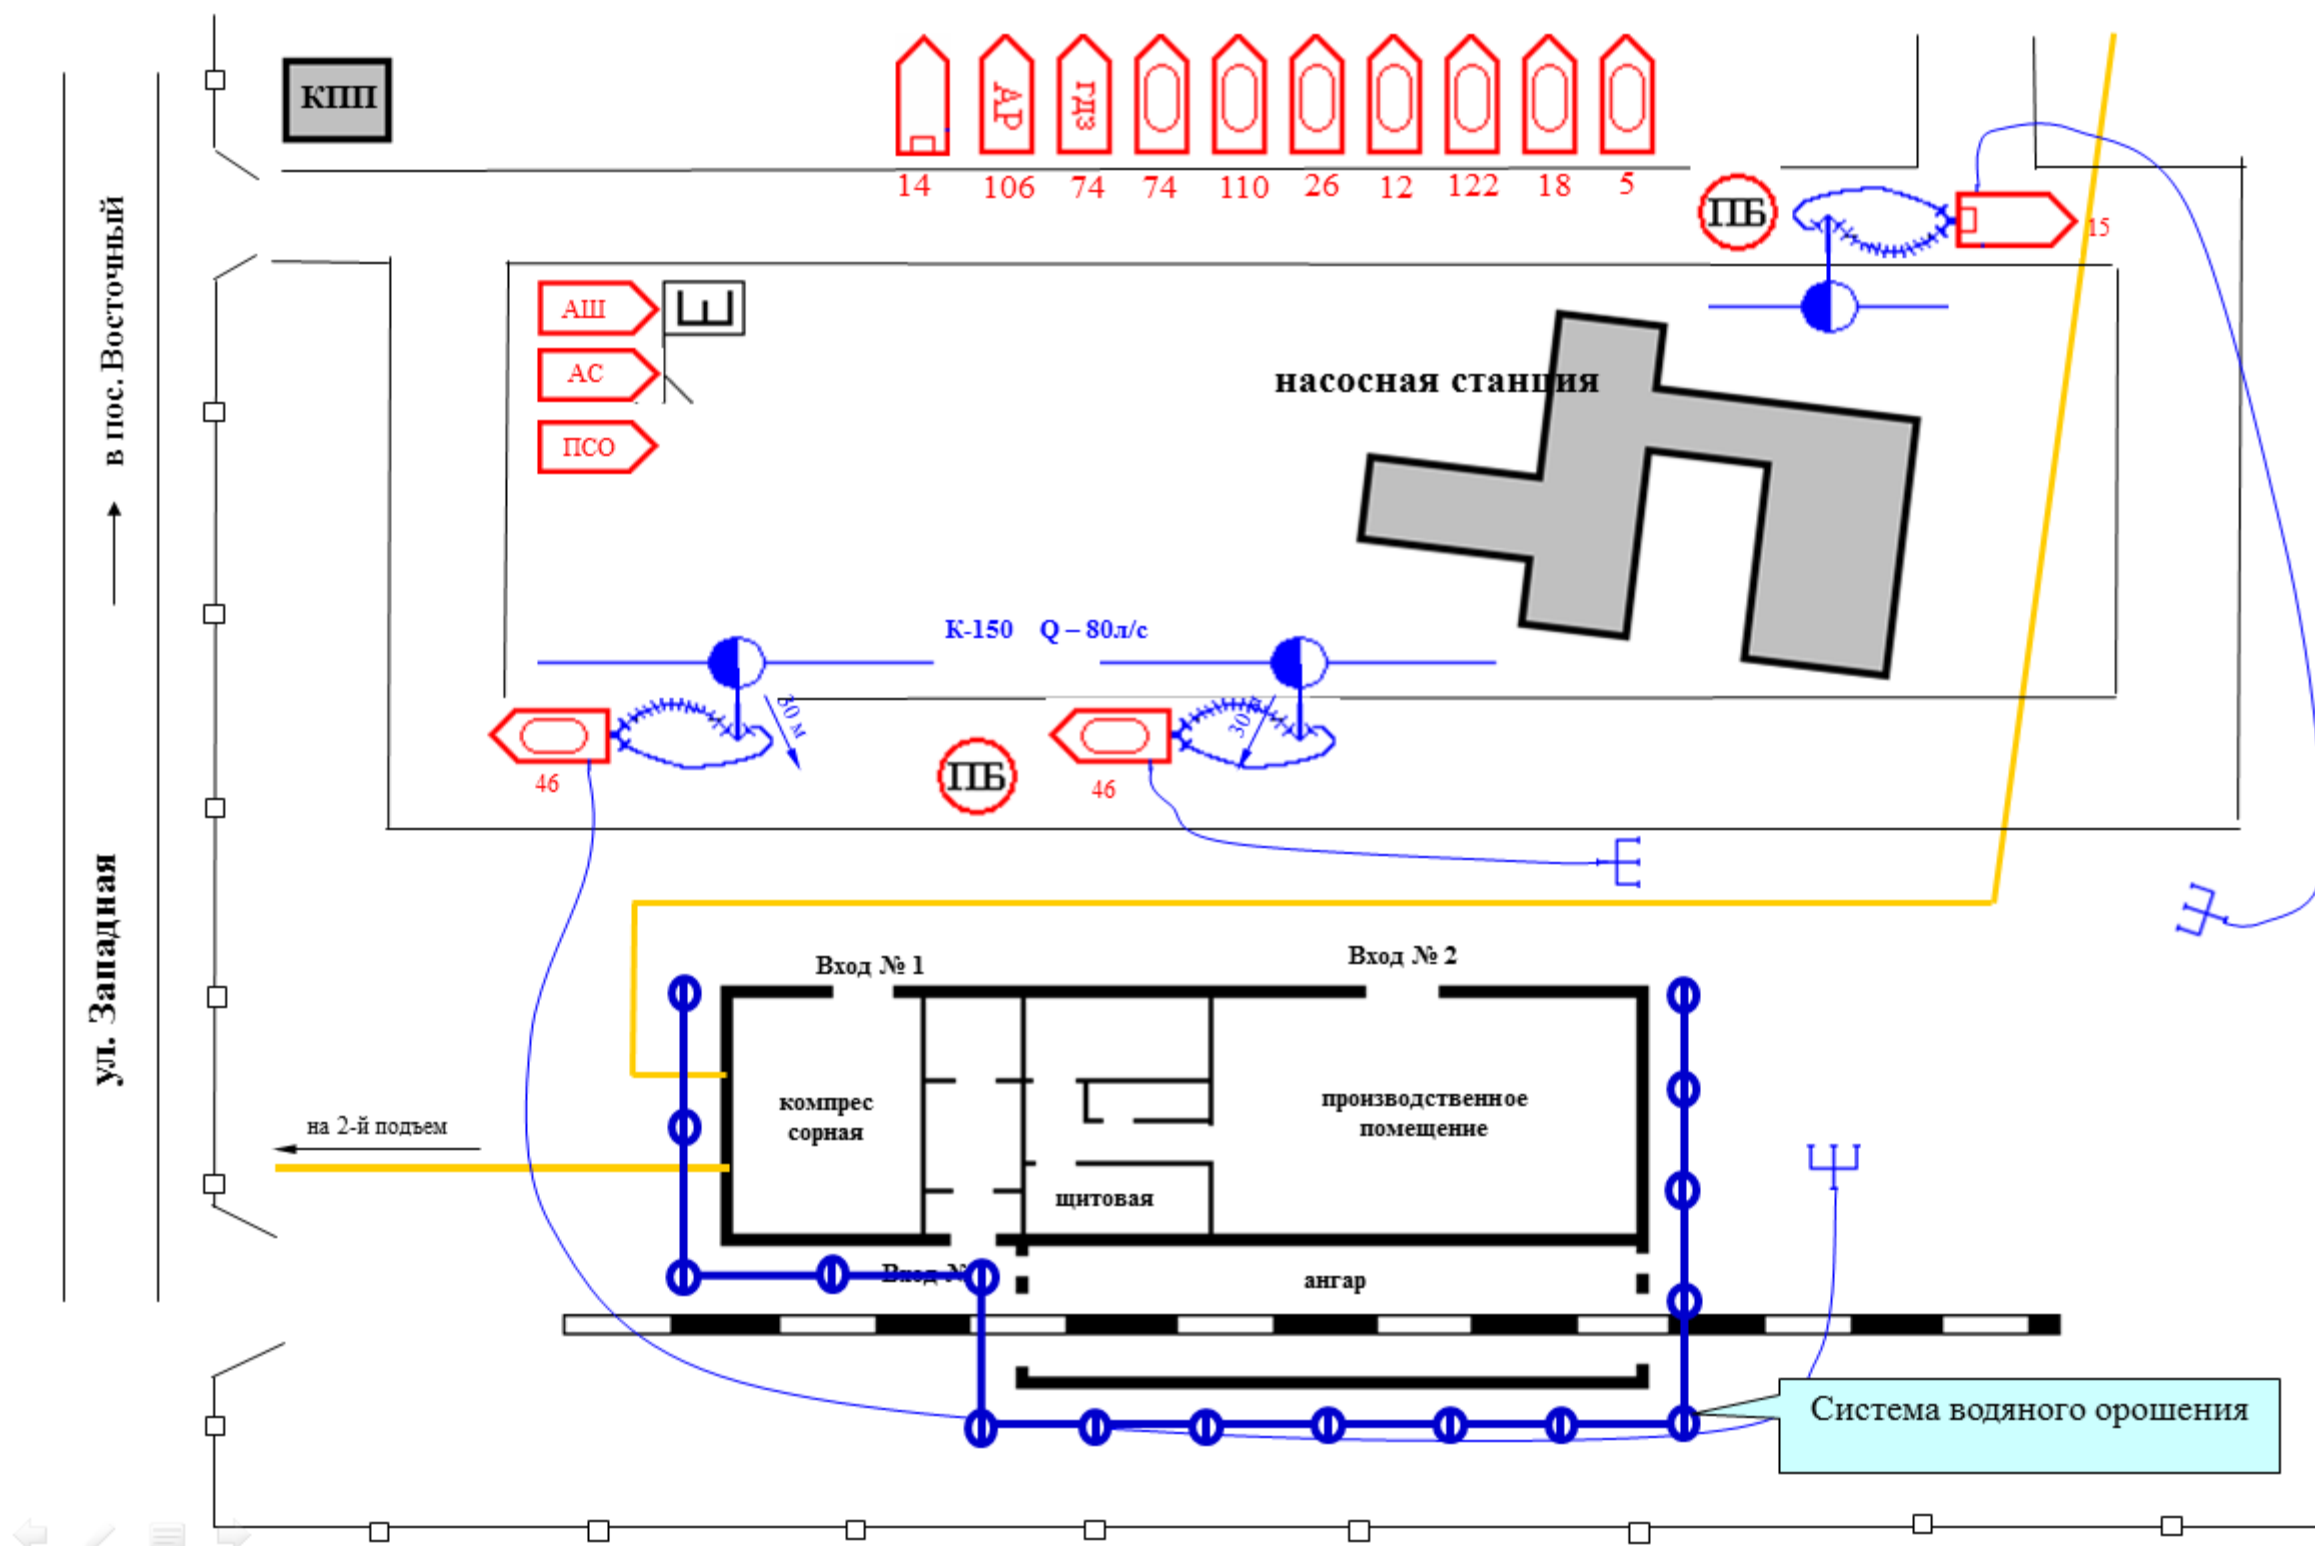 КПП
14
106
74
74
110
26
12
122
18
5
АР
ГДЗ
ПБ
15
АШ
АС
ПСО
Ш
насосная станция
в пос. Восточный
ул. Западная
К-150 Q – 80л/с
30 м
30 м
46
ПБ
46
Вход № 1
Вход № 2
компрес
сорная
производственное
помещение
щитовая
на 2-й подъем
Вход №
ангар
Система водяного орошения